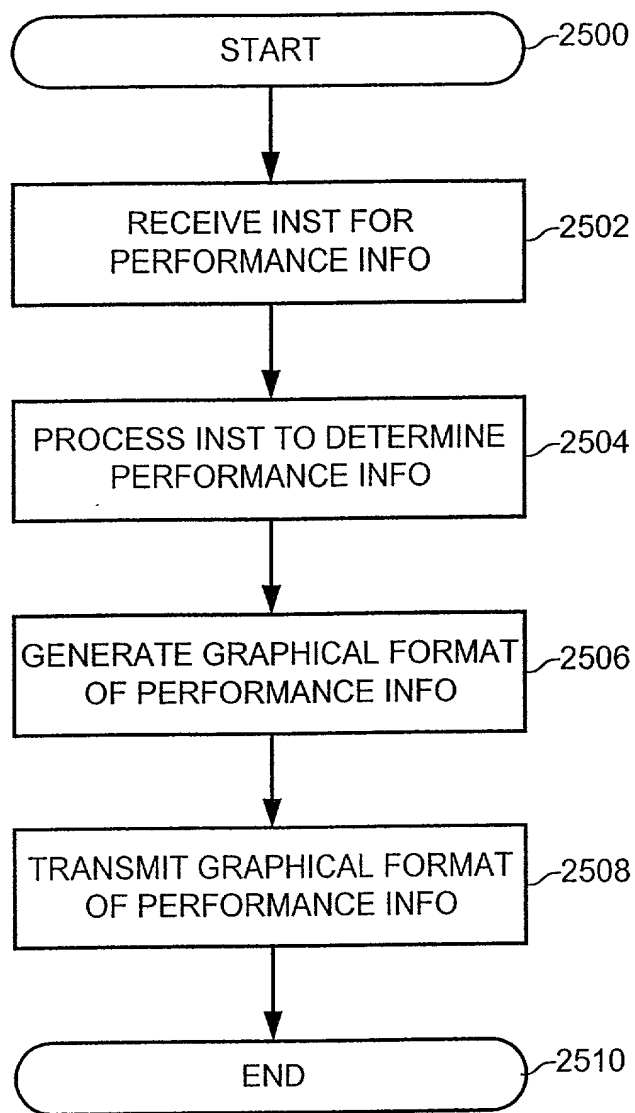 START
2500
RECEIVE INST FOR
PERFORMANCE INFO
2502
PROCESS INST TO DETERMINE
PERFORMANCE INFO
2504
GENERATE GRAPHICAL FORMAT
OF PERFORMANCE INFO
2506
TRANSMIT GRAPHICAL FORMAT
OF PERFORMANCE INFO
2508
END
2510